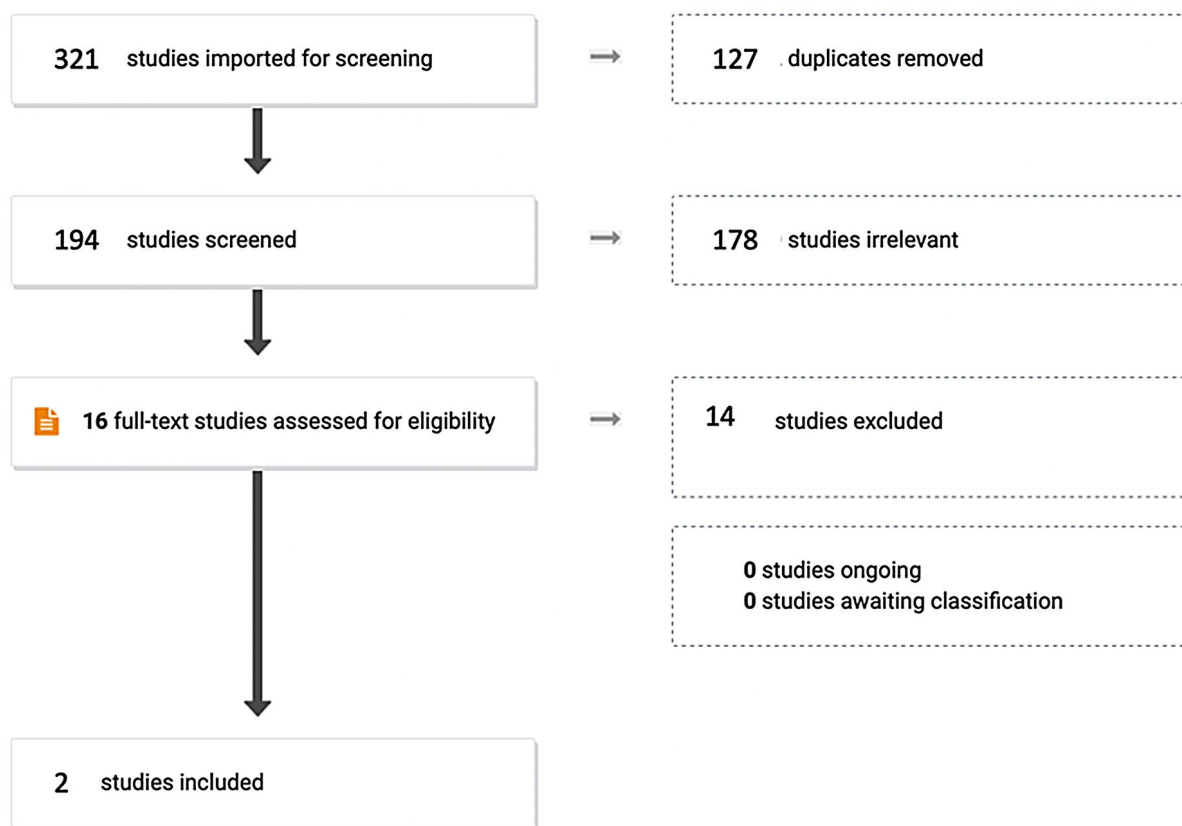 321 studies imported for screening
127 duplicates removed
194 studies screened
178 studies irrelevant
16 full-text studies assessed for eligibility
14 studies excluded
0 studies ongoing
0 studies awaiting classification
2 studies included